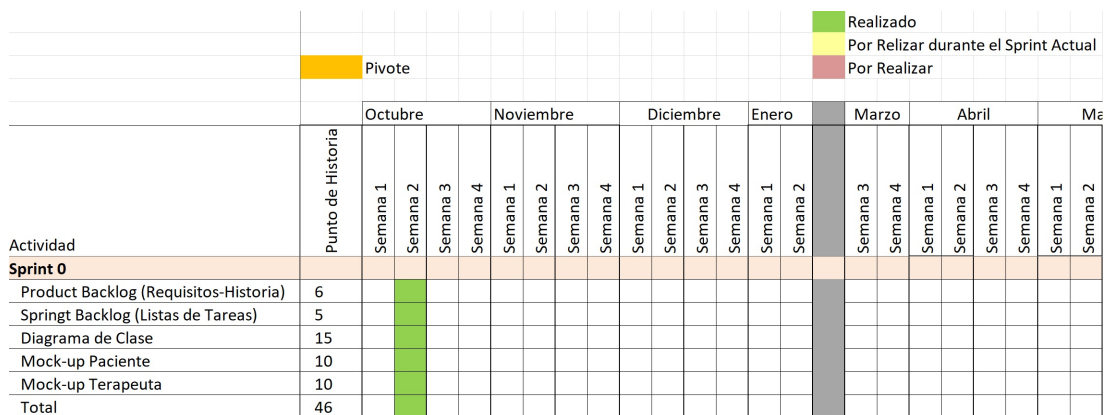 Realizado
Por Relizar durante el Sprint Actual
Pivote Por Realizar
Octubre Noviembre Diciembre Enero Marzo Abril Ma
Actividad Punto de Historia Semana 1 Semana 2 Semana 3 Semana 4 Semana 1 Semana 2 Semana 3 Semana 4 Semana 1 Semana 2 Semana 3 Semana 4 Semana 1 Semana 2 Semana 3 Semana 4 Semana 1 Semana 2 Semana 3 Semana 4 Semana 1 Semana 2
Sprint 0
Product Backlog (Requisitos-Historia) 6
Springt Backlog (Listas de Tareas) 5
Diagrama de Clase 15
Mock-up Paciente 10
Mock-up Terapeuta 10
Total 46